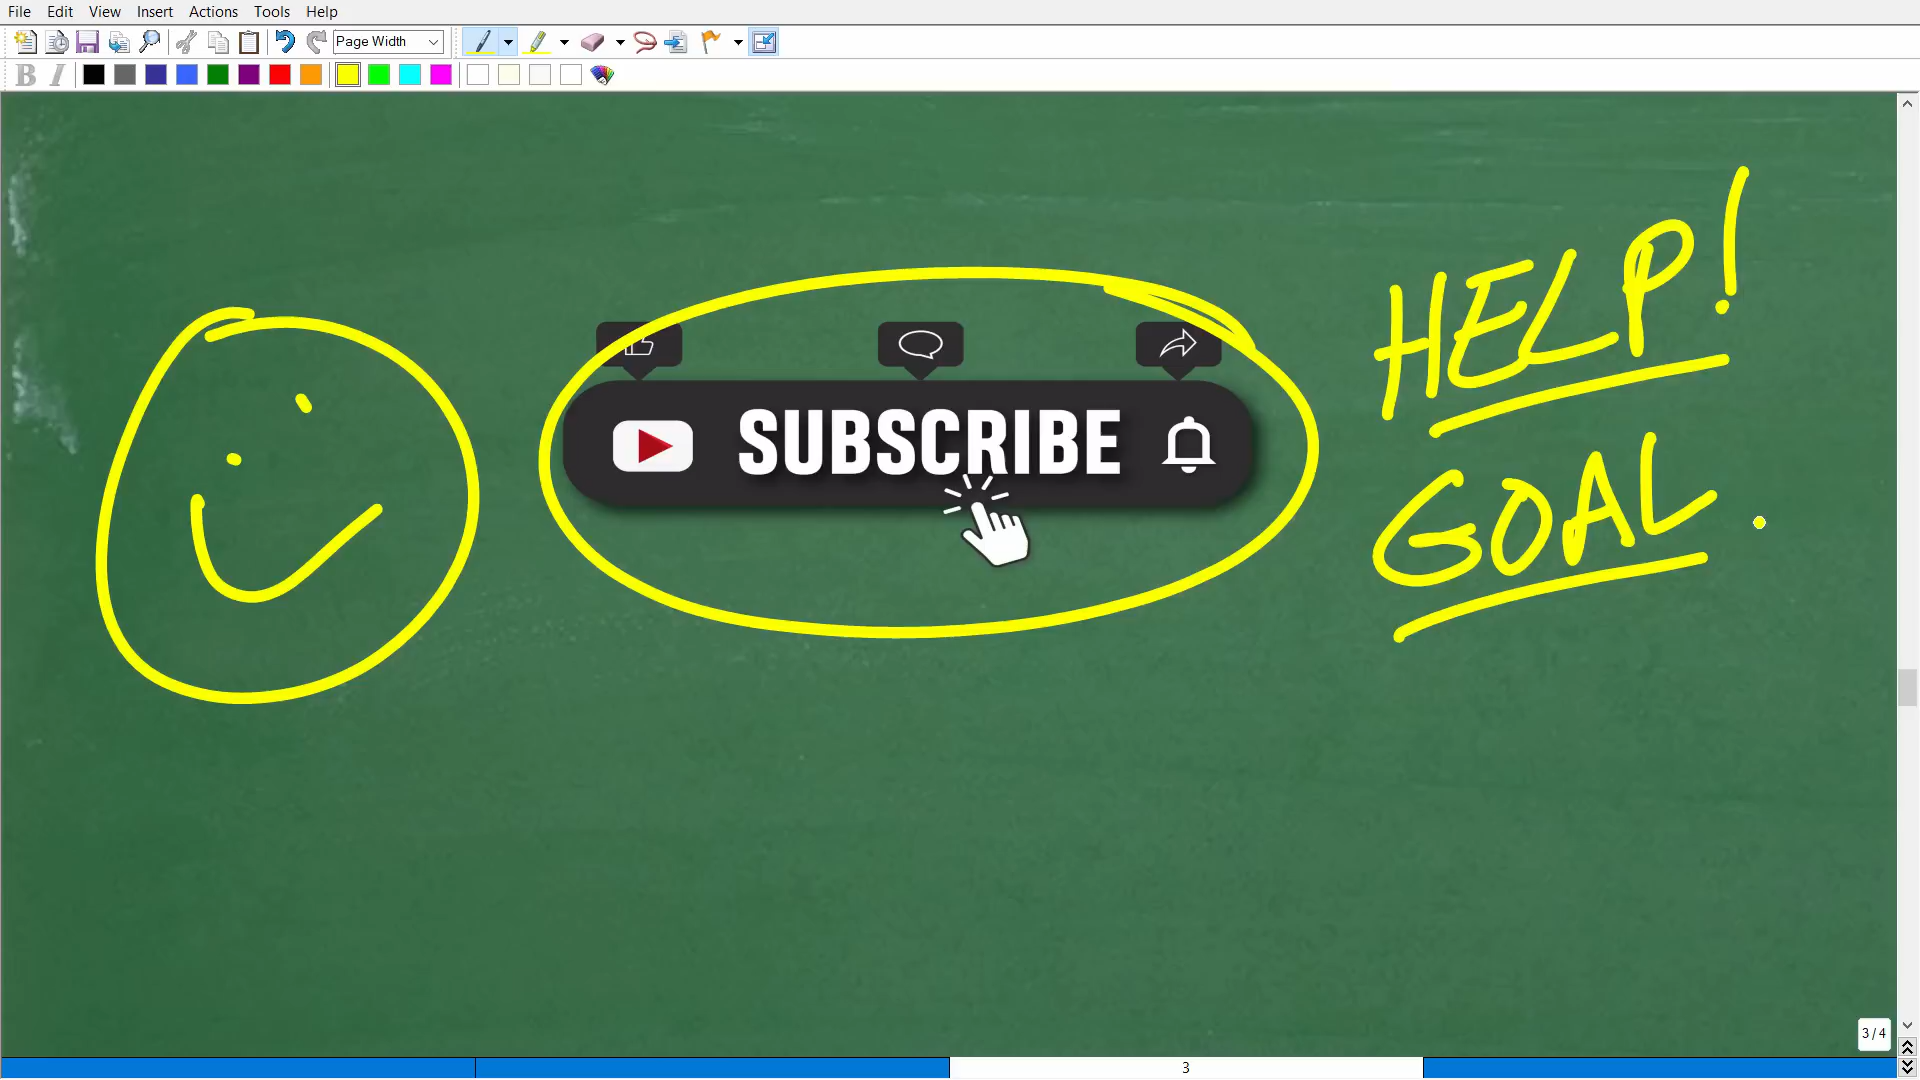 File Edit View Insert Actions Tools Help
Page Width
B I
HELP!
SUBSCRIBE
GOAL
3 / 4
3